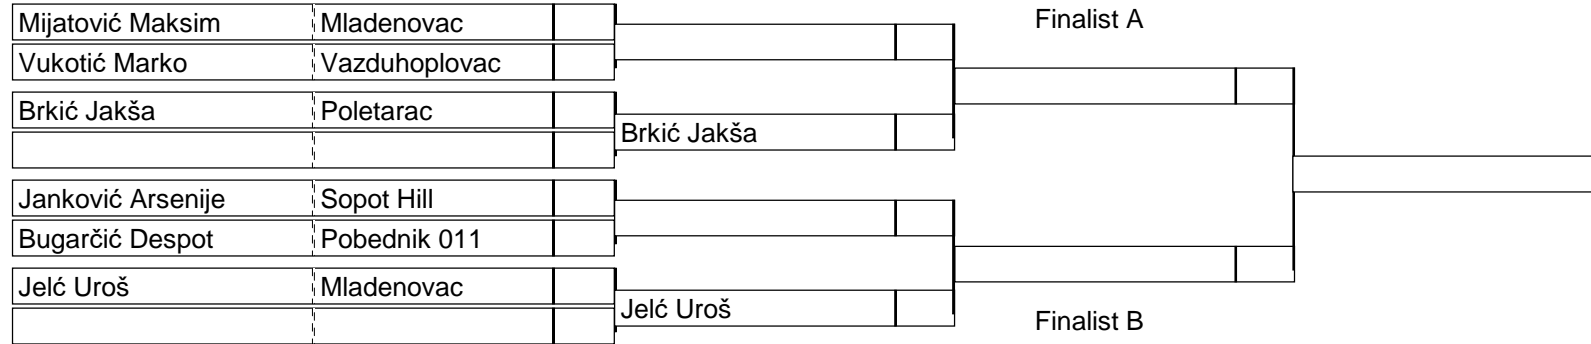 Mijatović Maksim Mladenovac
Vukotić Marko Vazduhoplovac
Brkić Jakša Poletarac
Janković Arsenije Sopot Hill
Bugarčić Despot Pobednik 011
Jelć Uroš Mladenovac
Brkić Jakša
Jelć Uroš
Finalist A
Finalist B